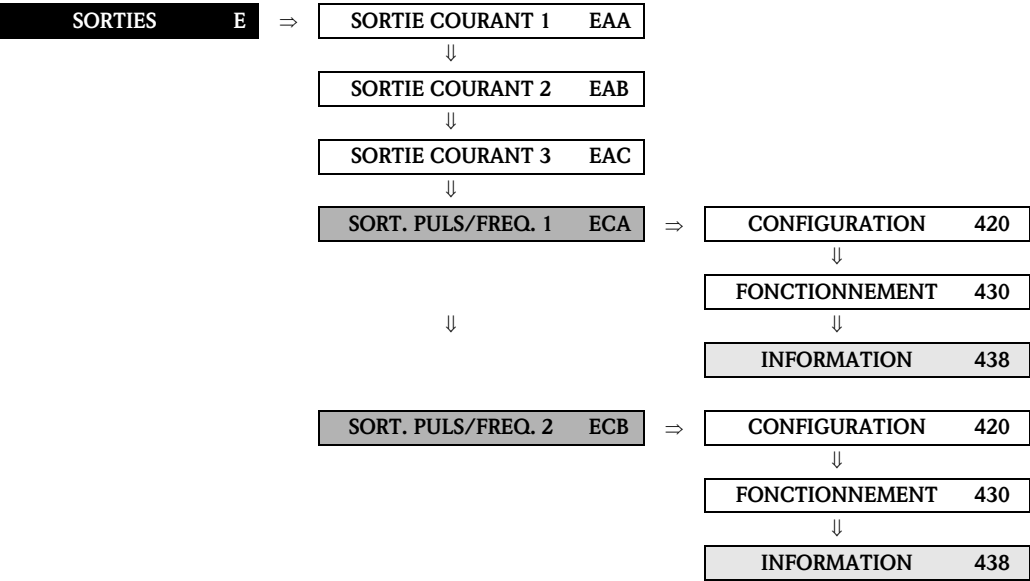 SORTIES E ⇒ SORTIE COURANT 1 EAA
⇓
SORTIE COURANT 2 EAB
⇓
SORTIE COURANT 3 EAC
⇓
SORT. PULS/FREQ. 1 ECA ⇒ CONFIGURATION 420
⇓
FONCTIONNEMENT 430
⇓ ⇓
INFORMATION 438
SORT. PULS/FREQ. 2 ECB ⇒ CONFIGURATION 420
⇓
FONCTIONNEMENT 430
⇓
INFORMATION 438